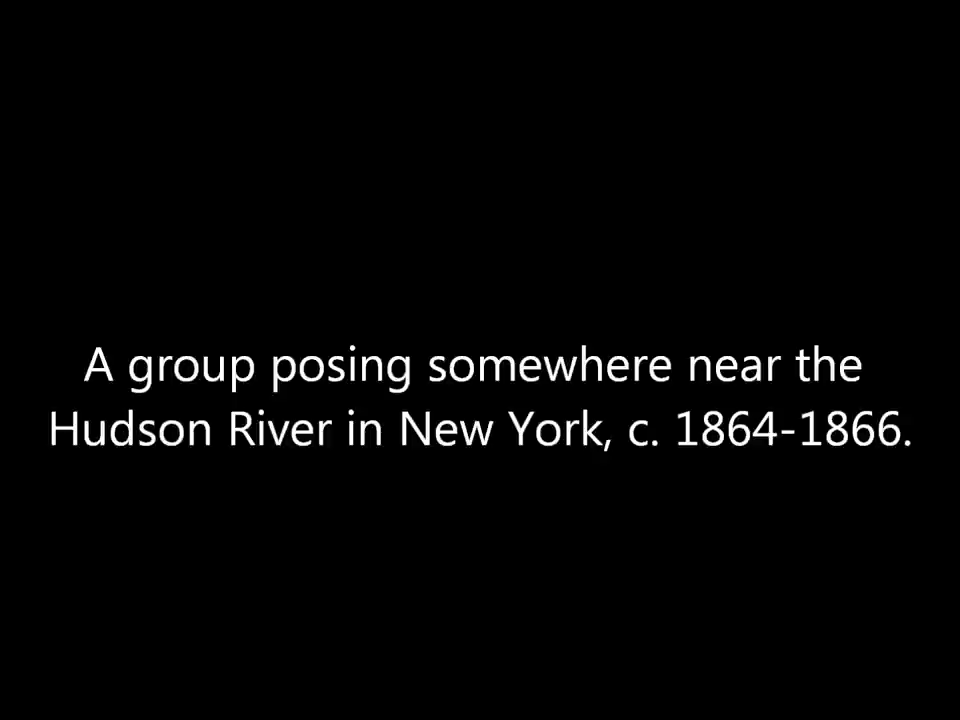 A group posing somewhere near the
Hudson River in New York, c. 1864-1866.